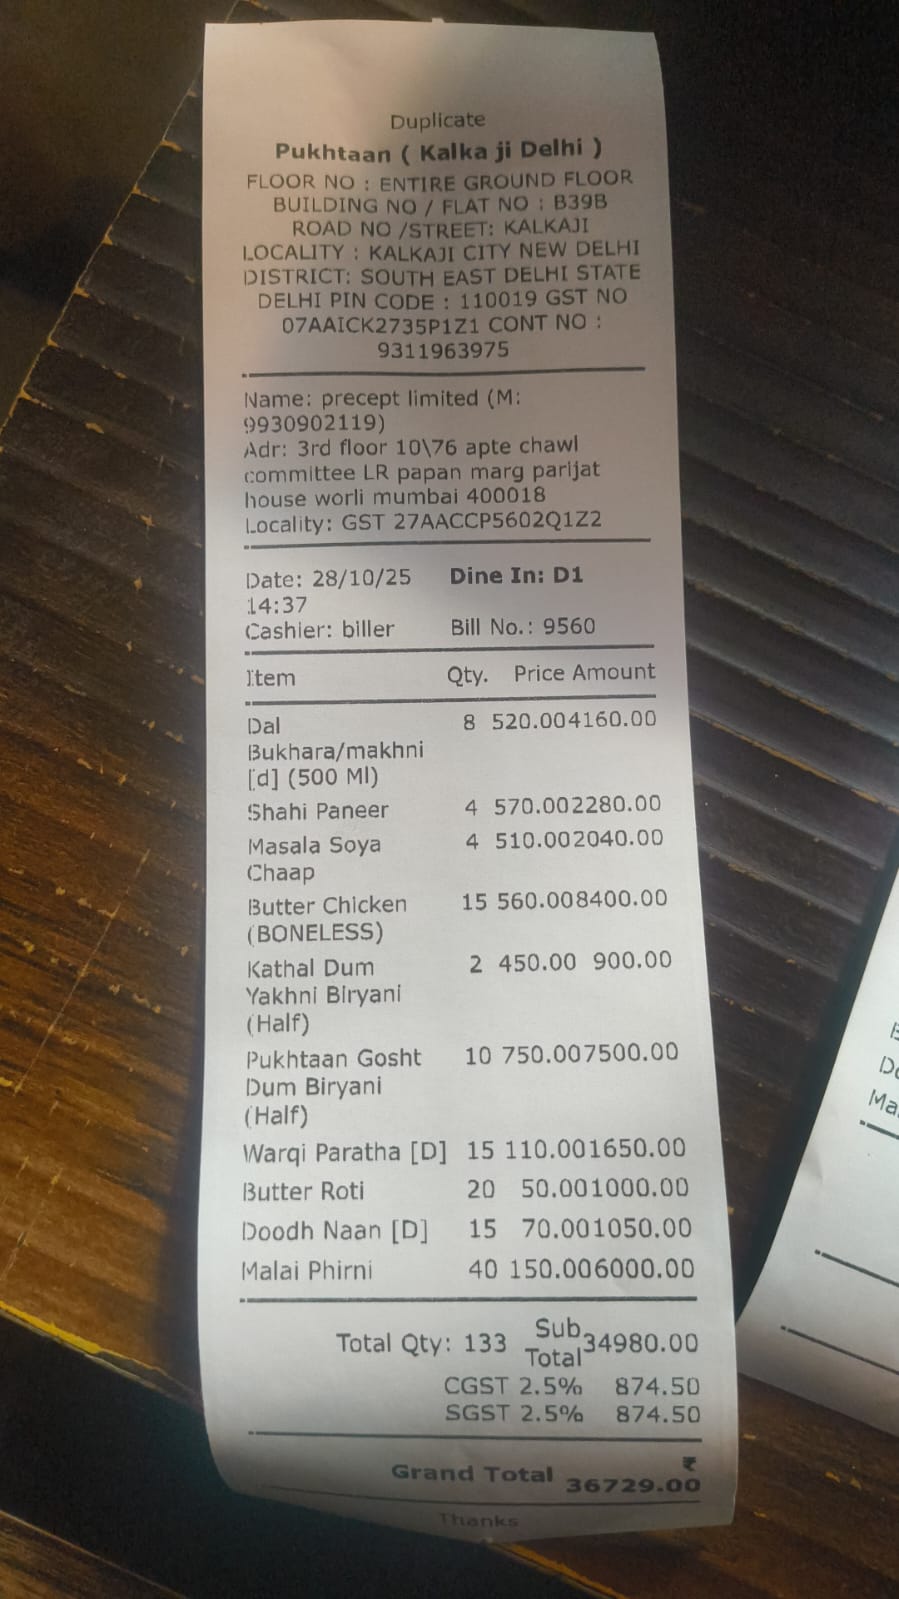 Duplicate
Pukhtaan ( Kalka ji Delhi )
FLOOR NO : ENTIRE GROUND FLOOR
BUILDING NO / FLAT NO : B39B
ROAD NO /STREET: KALKAJI
LOCALITY : KALKAJI CITY NEW DELHI
DISTRICT: SOUTH EAST DELHI STATE
DELHI PIN CODE : 110019 GST NO
07AAICK2735P1Z1 CONT NO :
9311963975
Name: precept limited (M:
9930902119)
Adr: 3rd floor 10\76 apte chawl
committee LR papan marg parijat
house worli mumbai 400018
Locality: GST 27AACCP5602Q1Z2
Date: 28/10/25 Dine In: D1
14:37
Cashier: biller Bill No.: 9560
Item Qty. Price Amount
Dal 8 520.004160.00
Bukhara/makhni
[d] (500 Ml)
Shahi Paneer 4 570.002280.00
Masala Soya 4 510.002040.00
Chaap
Butter Chicken 15 560.008400.00
(BONELESS)
Kathal Dum 2 450.00 900.00
Yakhni Biryani
(Half)
Pukhtaan Gosht 10 750.007500.00
Dum Biryani
(Half)
Warqi Paratha [D] 15 110.001650.00
Butter Roti 20 50.001000.00
Doodh Naan [D] 15 70.001050.00
Malai Phirni 40 150.006000.00
Total Qty: 133 Sub Total 34980.00
CGST 2.5% 874.50
SGST 2.5% 874.50
Grand Total ₹ 36729.00
Thanks